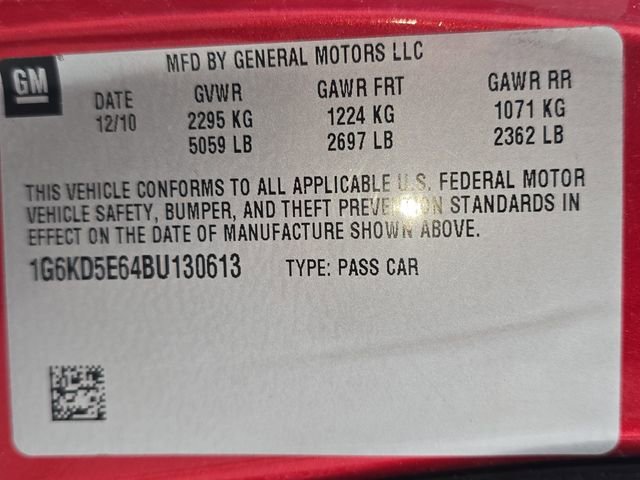 MFD BY GENERAL MOTORS LLC
GM
DATE GVWR GAWR FRT GAWR RR
12/10 2295 KG 1224 KG 1071 KG
5059 LB 2697 LB 2362 LB
THIS VEHICLE CONFORMS TO ALL APPLICABLE U.S. FEDERAL MOTOR
VEHICLE SAFETY, BUMPER, AND THEFT PREVENTION STANDARDS IN
EFFECT ON THE DATE OF MANUFACTURE SHOWN ABOVE.
1G6KD5E64BU130613 TYPE: PASS CAR